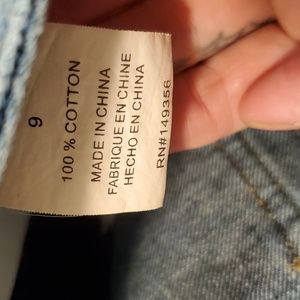 9
100 % COTTON
MADE IN CHINA
FABRIQUE EN CHINE
HECHO EN CHINA
RN#149356